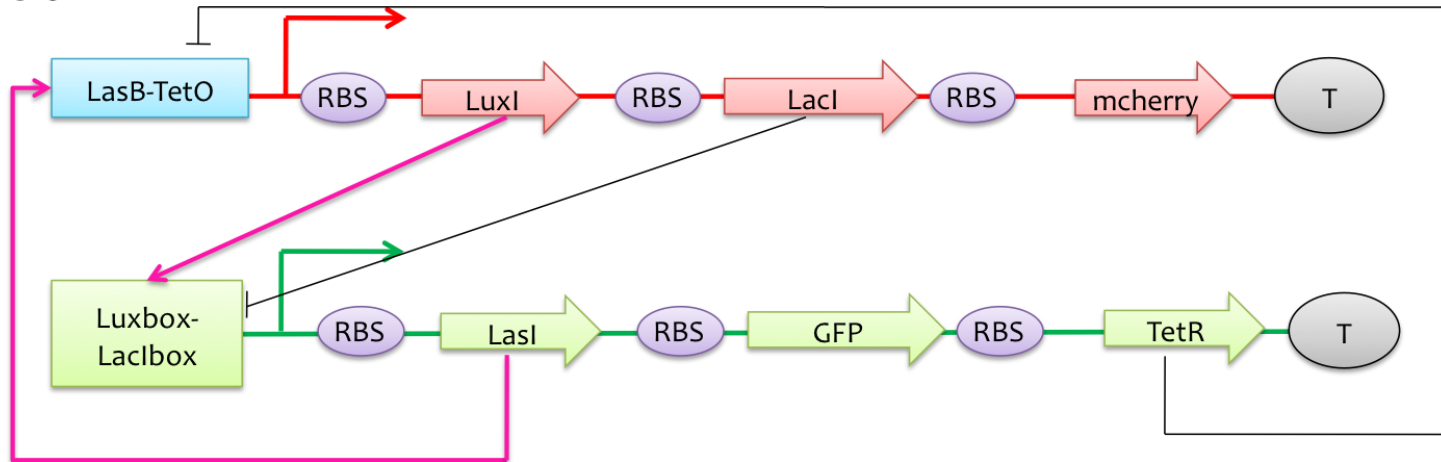 LasB-TetO
RBS
LuxI
RBS
LacI
RBS
mcherry
T
Luxbox-
LacIbox
RBS
LasI
RBS
GFP
RBS
TetR
T